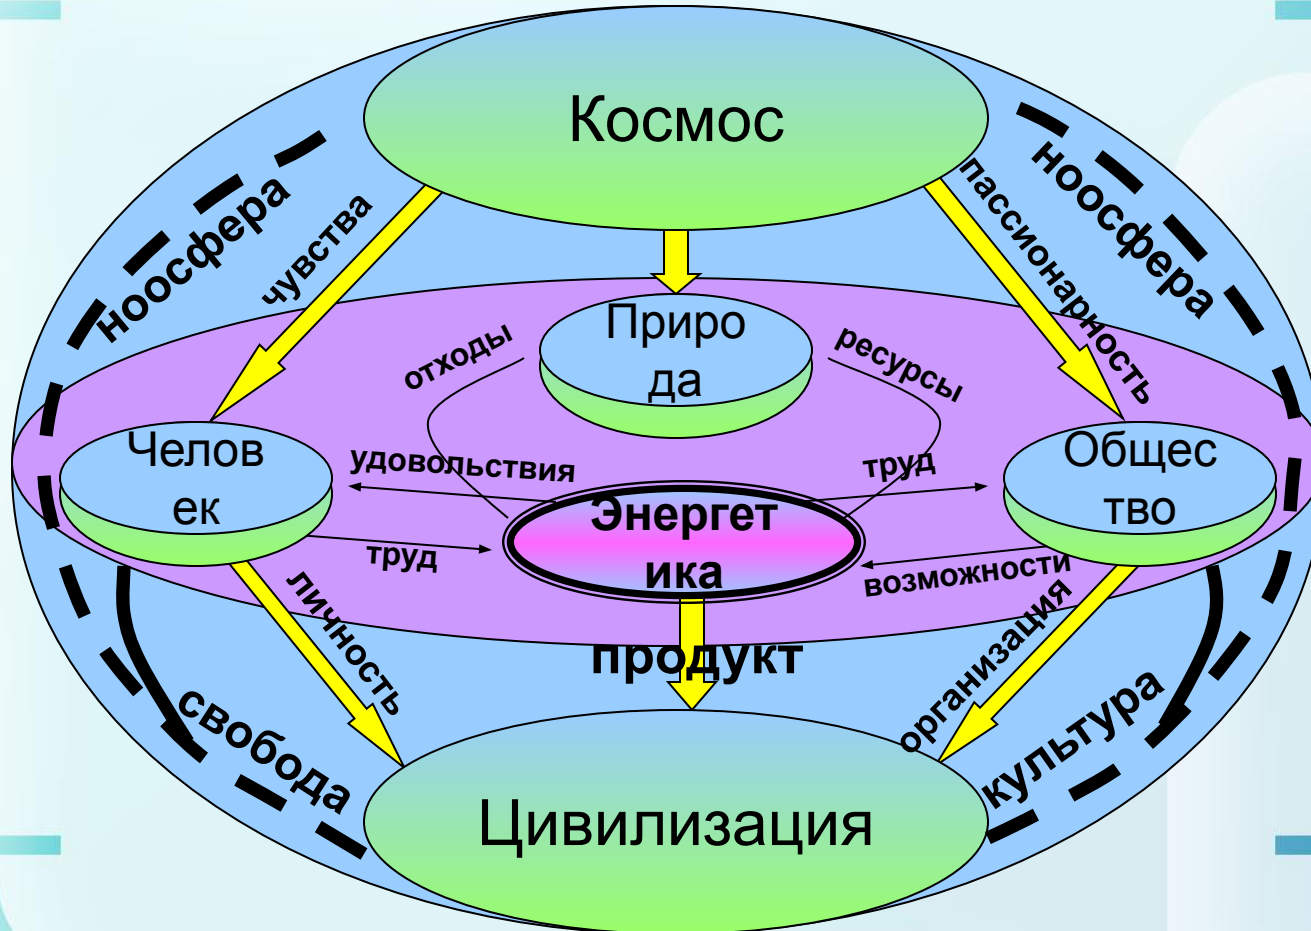 Космос
ноосфера
ноосфера
чувства
пассионарность
Приро
да
отходы
ресурсы
Челов
ек
Общес
тво
удовольствия
труд
Энергет
ика
труд
возможности
личность
продукт
организация
свобода
культура
Цивилизация